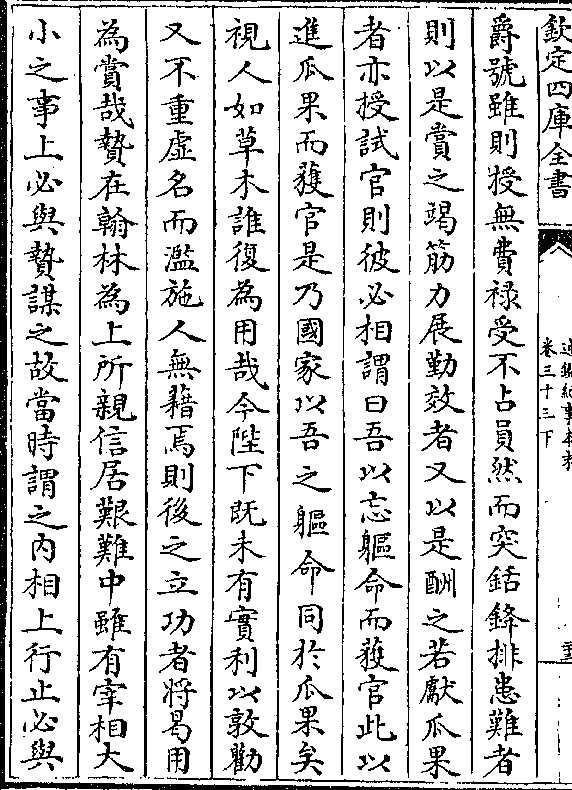 欽定四庫全書
通鑑紀事本末
卷三十三下
爵號雖則授無費禄受不占員然而突銛鋒排患難者
則以是賞之竭筋力展勤效者又以是酬之若獻瓜果
者亦授試官則彼必相謂曰吾以忘軀命而獲官此以
進瓜果而獲官是乃國家以吾之軀命同於瓜果矣
視人如草木誰復為用哉今陛下既未有實利以敦勸
又不重虚名而濫施人無藉焉則後之立功者將曷用
為賞哉贄在翰林為上所親信居艱難中雖有宰相大
小之事上必與贄謀之故當時謂之内相上行止必與